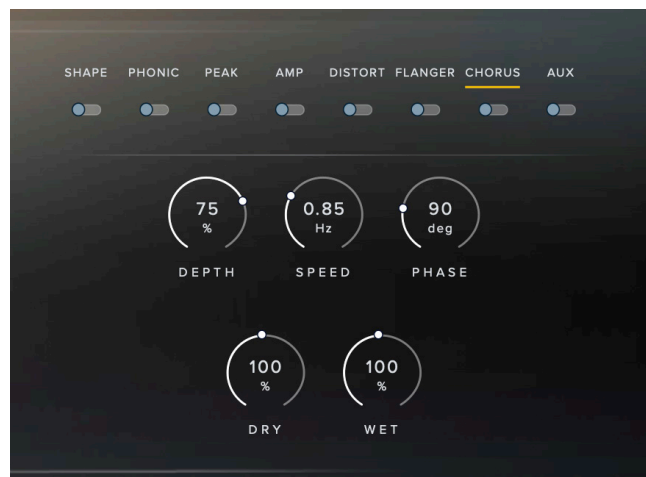 SHAPE PHONIC PEAK AMP DISTORT FLANGER CHORUS AUX
75 0.85 90
% Hz deg
DEPTH SPEED PHASE
100 100
% %
DRY WET